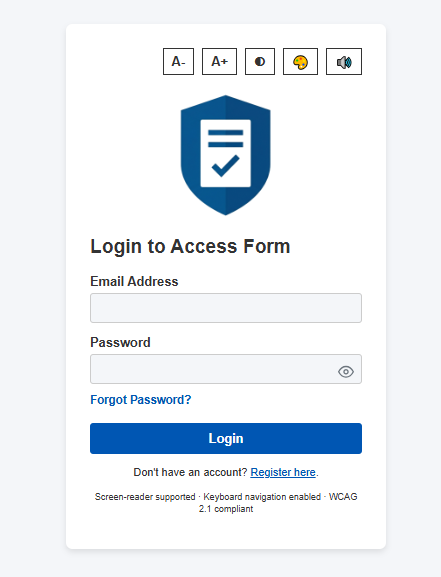 A-
A+
Login to Access Form
Email Address
Password
Forgot Password?
Login
Don't have an account? Register here.
Screen-reader supported · Keyboard navigation enabled · WCAG
2.1 compliant